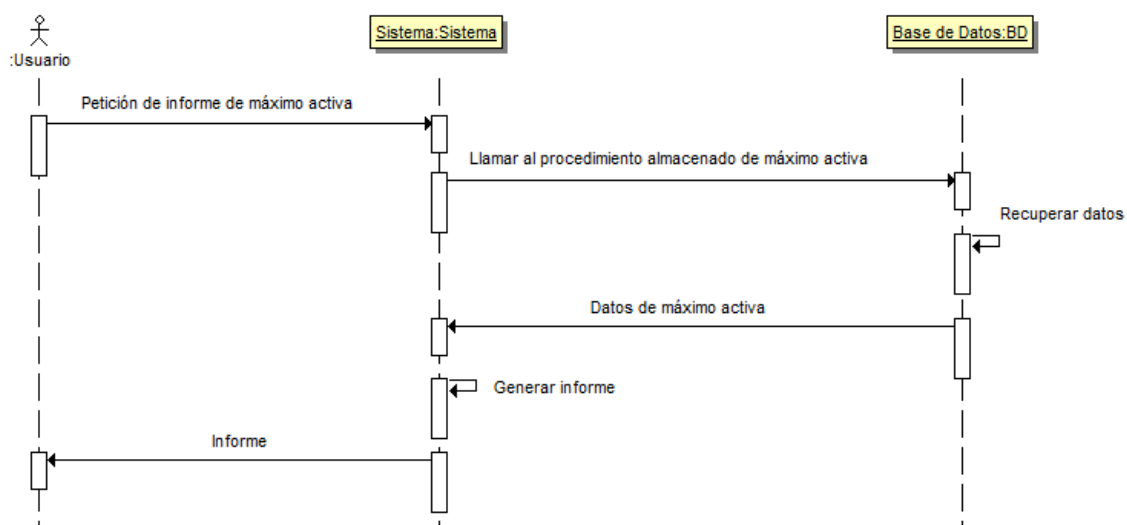 :Usuario
Sistema:Sistema
Base de Datos:BD
Petición de informe de máximo activa
Llamar al procedimiento almacenado de máximo activa
Recuperar datos
Datos de máximo activa
Generar informe
Informe